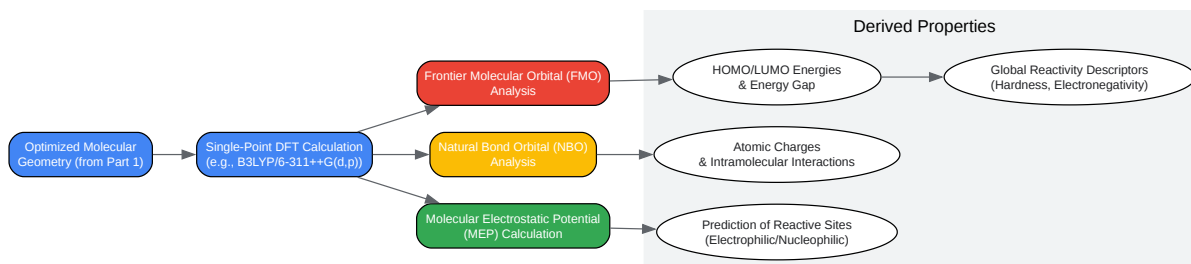 Derived Properties
Optimized Molecular
Geometry (from Part 1)
Single-Point DFT Calculation
(e.g., B3LYP/6-311++G(d,p))
Frontier Molecular Orbital (FMO)
Analysis
HOMO/LUMO Energies
& Energy Gap
Global Reactivity Descriptors
(Hardness, Electronegativity)
Natural Bond Orbital (NBO)
Analysis
Atomic Charges
& Intramolecular Interactions
Molecular Electrostatic Potential
(MEP) Calculation
Prediction of Reactive Sites
(Electrophilic/Nucleophilic)